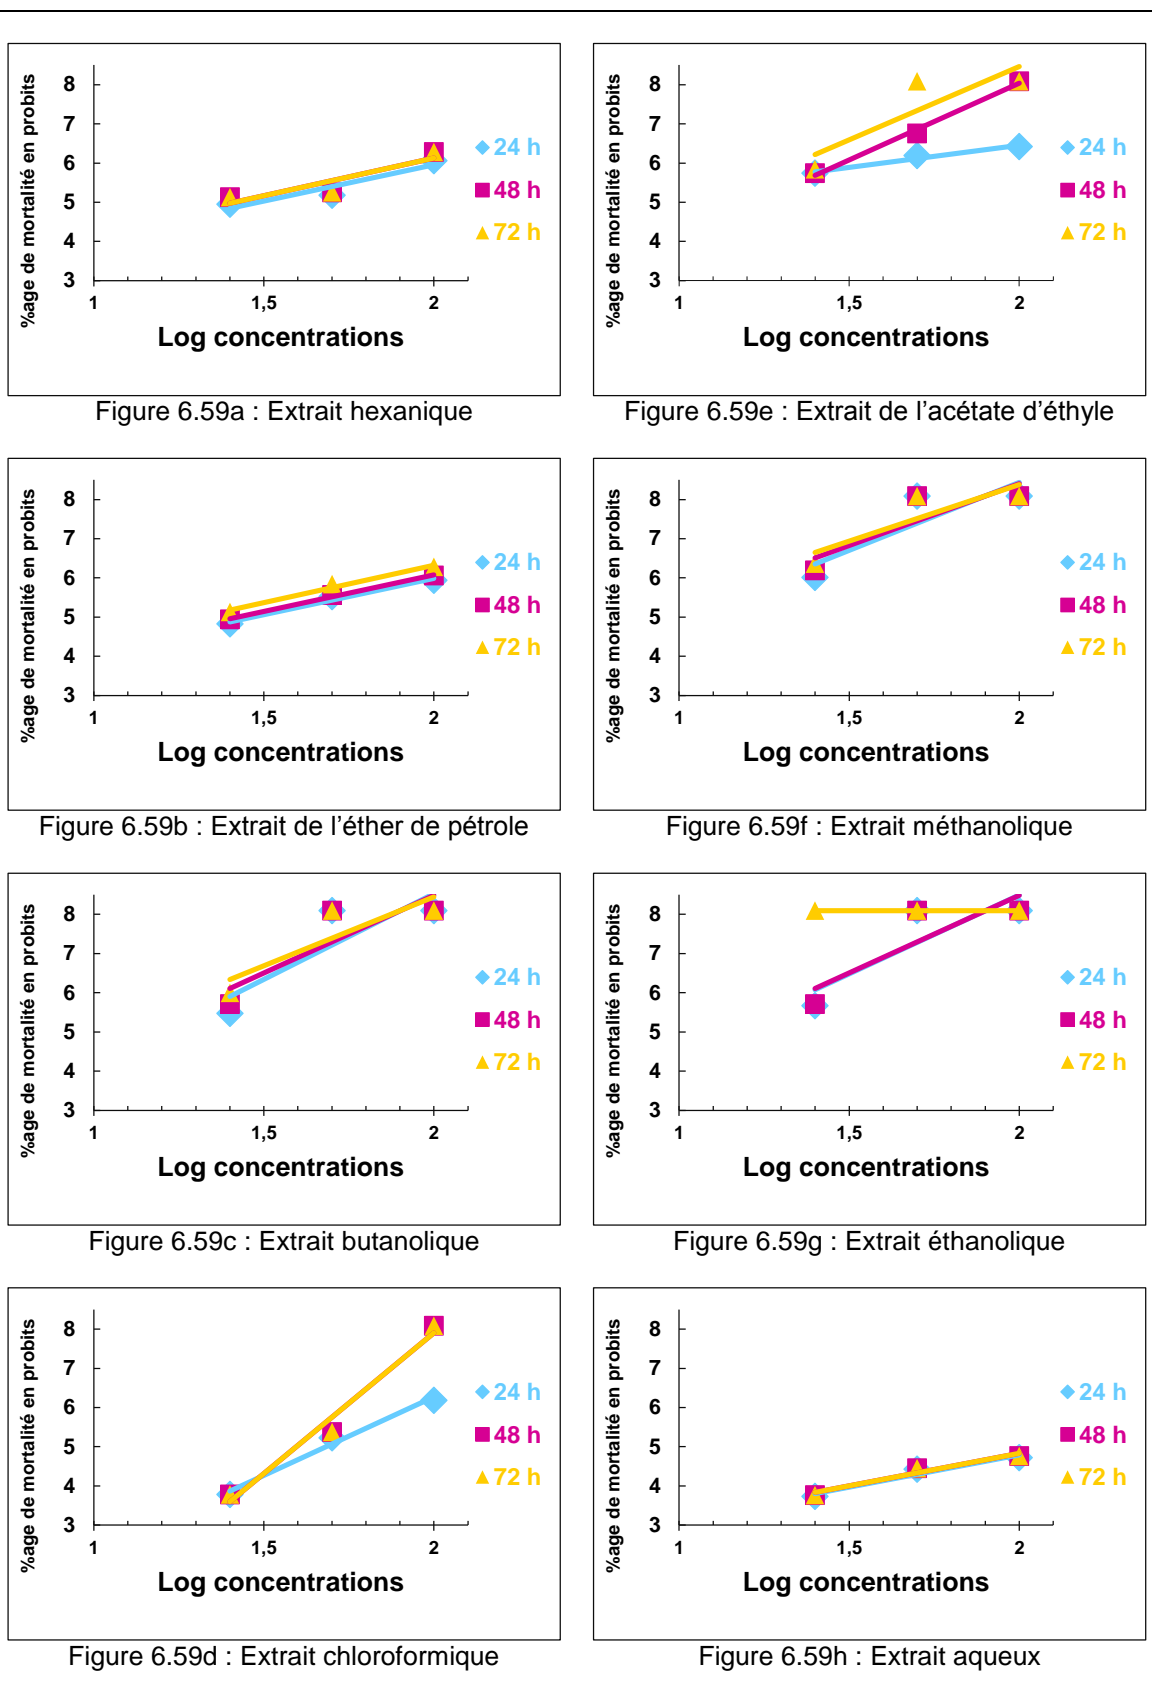 %age de mortalité en probits
8
7
6
5
4
3
1 1,5 2
Log concentrations
24 h
48 h
72 h
Figure 6.59a : Extrait hexanique
%age de mortalité en probits
8
7
6
5
4
3
1 1,5 2
Log concentrations
24 h
48 h
72 h
Figure 6.59e : Extrait de l’acétate d’éthyle
%age de mortalité en probits
8
7
6
5
4
3
1 1,5 2
Log concentrations
24 h
48 h
72 h
Figure 6.59b : Extrait de l’éther de pétrole
%age de mortalité en probits
8
7
6
5
4
3
1 1,5 2
Log concentrations
24 h
48 h
72 h
Figure 6.59f : Extrait méthanolique
%age de mortalité en probits
8
7
6
5
4
3
1 1,5 2
Log concentrations
24 h
48 h
72 h
Figure 6.59c : Extrait butanolique
%age de mortalité en probits
8
7
6
5
4
3
1 1,5 2
Log concentrations
24 h
48 h
72 h
Figure 6.59g : Extrait éthanolique
%age de mortalité en probits
8
7
6
5
4
3
1 1,5 2
Log concentrations
24 h
48 h
72 h
Figure 6.59d : Extrait chloroformique
%age de mortalité en probits
8
7
6
5
4
3
1 1,5 2
Log concentrations
24 h
48 h
72 h
Figure 6.59h : Extrait aqueux